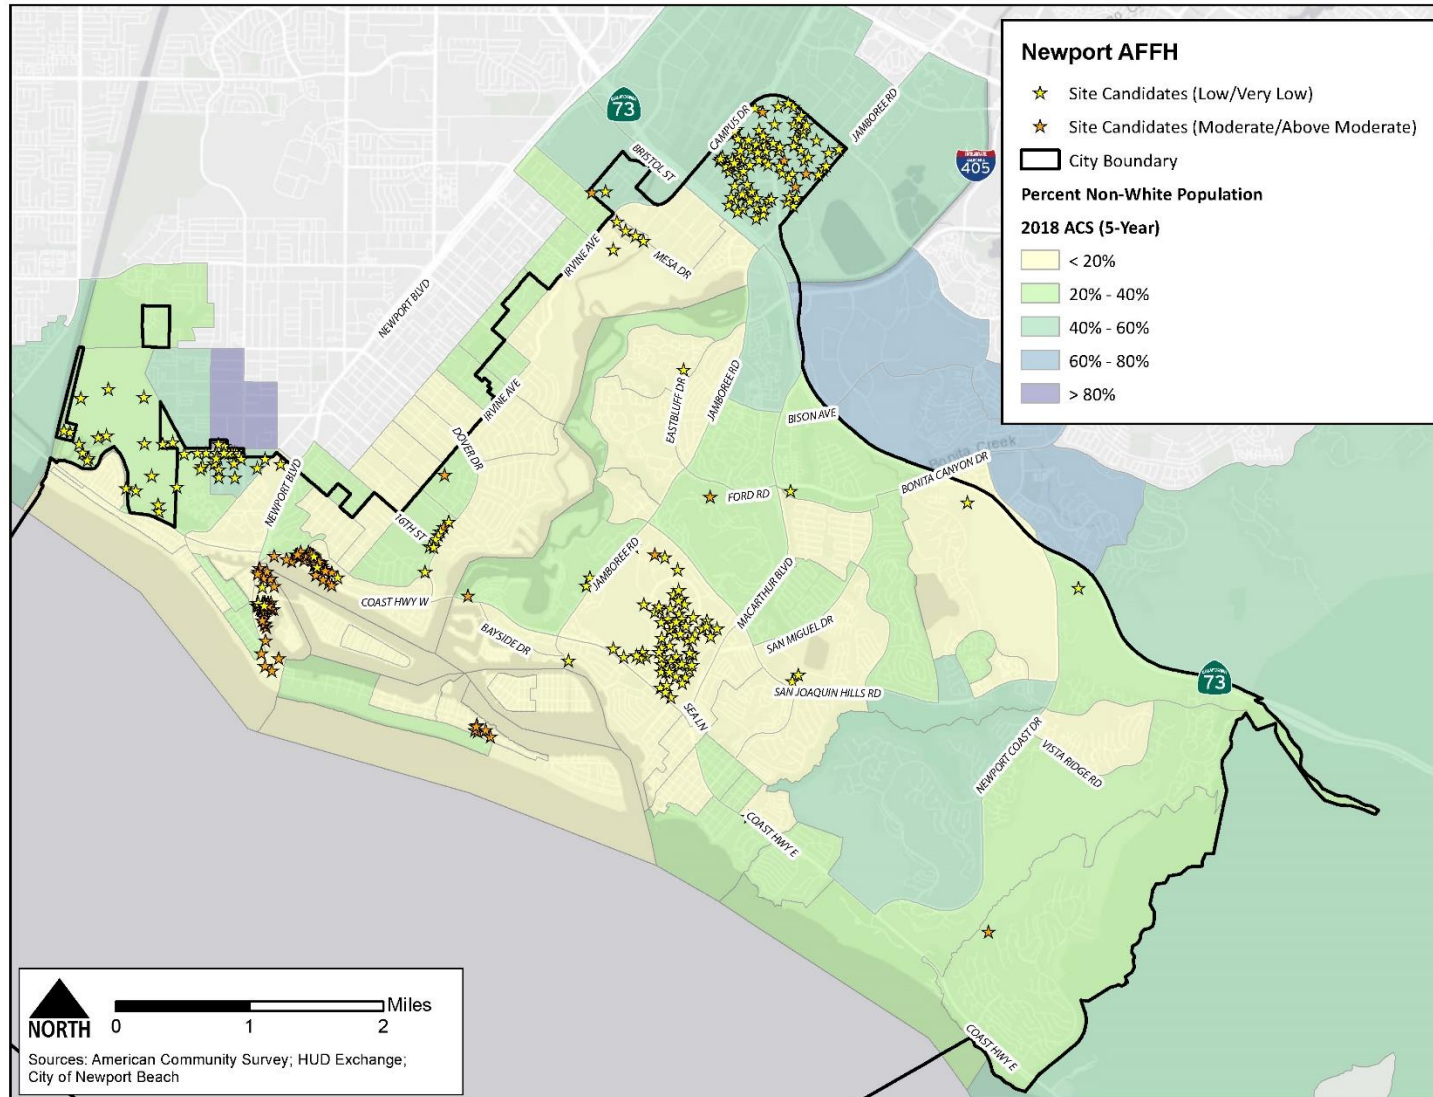 Newport AFFH
Site Candidates (Low/Very Low)
Site Candidates (Moderate/Above Moderate)
City Boundary
Percent Non-White Population
2018 ACS (5-Year)
< 20%
20% - 40%
40% - 60%
60% - 80%
> 80%
CALIFORNIA
73
CAMPUS DR
JAMBOREE RD
BRISTOL ST
INTERSTATE
CALIFORNIA
405
IRVINE AVE
MESA DR
NEWPORT BLVD
IRVINE AVE
DOVER DR
EASTBLUFF DR
JAMBOREE RD
BISON AVE
Bonita Creek
BONITA CANYON DR
FORD RD
NEWPORT BLVD
16TH ST
JAMBOREE RD
MACARTHUR BLVD
COAST HWY W
BAYSIDE DR
SAN MIGUEL DR
SAN JOAQUIN HILLS RD
SEA LN
CALIFORNIA
73
NEWPORT COAST DR
VISTA RIDGE RD
COAST HWY E
COAST HWY E
NORTH
0 1 2 Miles
Sources: American Community Survey; HUD Exchange;
City of Newport Beach